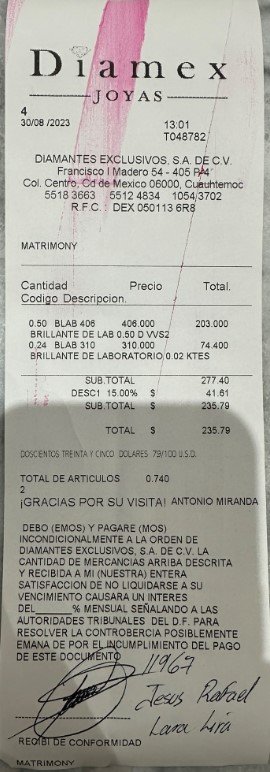 Diamex
JOYAS
4
30/08 /2023 13:01
T048782
DIAMANTES EXCLUSIVOS, S.A. DE C.V.
Francisco I Madero 54 - 405 P/4
Col. Centro, Cd de Mexico 06000, Cuauhtemoc
5518 3663 5512 4834 1054/3702
R.F.C.: DEX 050113 6R8
MATRIMONY
Cantidad Precio Total.
Codigo Descripcion.
0.50 BLAB 406 406.000 203.000
BRILLANTE DE LAB 0.50 D VVS2
0.24 BLAB 310 310.000 74.400
BRILLANTE DE LABORATORIO 0.02 KTES
SUB.TOTAL 277.40
DESC1 15.00% $ 41.61
SUB.TOTAL $ 235.79
TOTAL $ 235.79
DOSCIENTOS TREINTA Y CINCO DOLARES 79/100 U.S.D.
TOTAL DE ARTICULOS 0.740
2
¡GRACIAS POR SU VISITA! ANTONIO MIRANDA
DEBO (EMOS) Y PAGARE (MOS)
INCONDICIONALMENTE A LA ORDEN DE
DIAMANTES EXCLUSIVOS, S.A. DE C.V. LA
CANTIDAD DE MERCANCIAS ARRIBA DESCRITA
Y RECIBIDA A MI (NUESTRA) ENTERA
SATISFACCION DE NO LIQUIDARSE A SU
VENCIMIENTO CAUSARA UN INTERES
DEL_______% MENSUAL SEÑALANDO A LAS
AUTORIDADES TRIBUNALES DEL D.F. PARA
RESOLVER LA CONTROBERCIA POSIBLEMENTE
EMANA DE POR EL INCUMPLIMIENTO DEL PAGO
DE ESTE DOCUMENTO
11967
Jesus Rafael
Lara Lira
RECIBI DE CONFORMIDAD
MATRIMONY